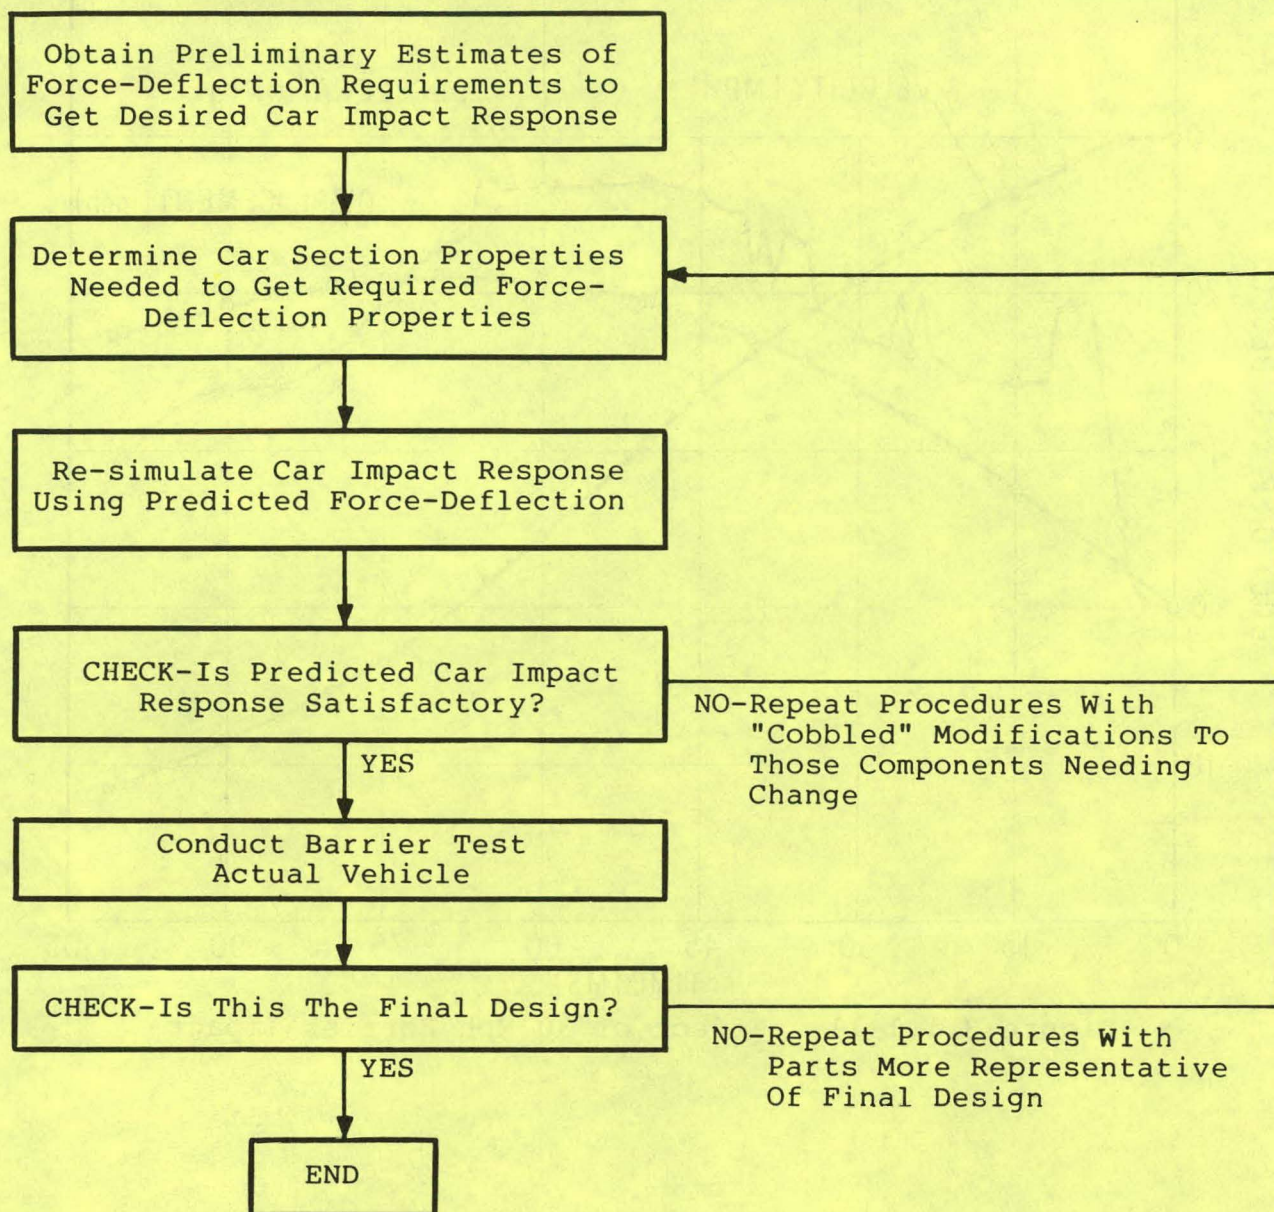 Obtain Preliminary Estimates of
Force-Deflection Requirements to
Get Desired Car Impact Response
Determine Car Section Properties
Needed to Get Required Force-
Deflection Properties
Re-simulate Car Impact Response
Using Predicted Force-Deflection
CHECK-Is Predicted Car Impact
Response Satisfactory?
NO-Repeat Procedures With
"Cobbled" Modifications To
Those Components Needing
Change
YES
Conduct Barrier Test
Actual Vehicle
CHECK-Is This The Final Design?
NO-Repeat Procedures With
Parts More Representative
Of Final Design
YES
END